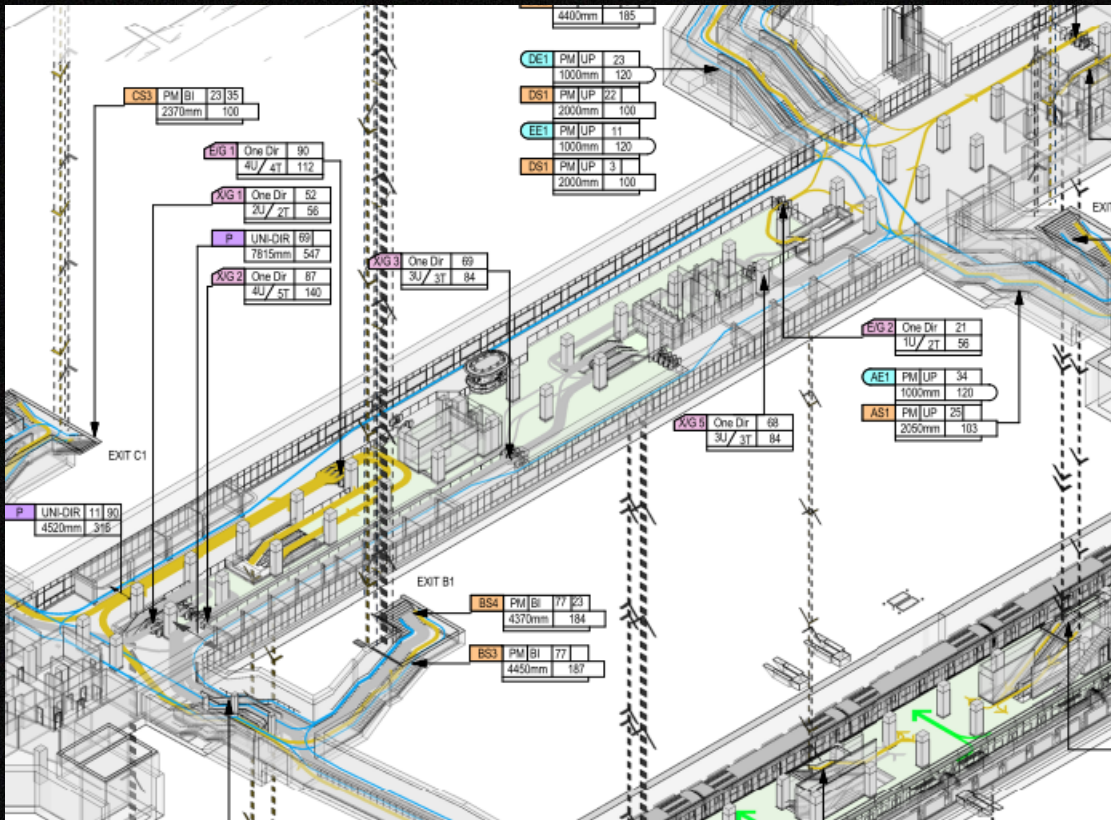 4400mm 185
DE1 PM UP 23
1000mm 120
DS1 PM UP 22
2000mm 100
EE1 PM UP 11
1000mm 120
DS1 PM UP 3
2000mm 100
CS3 PM BI 23 35
2370mm 100
E/G 1 One Dir 90
4U/ 4T 112
X/G 1 One Dir 52
2U/ 2T 56
P UNI-DIR 69
7815mm 547
X/G 2 One Dir 87
4U/ 5T 140
X/G 3 One Dir 69
3U/ 3T 84
EXIT
E/G 2 One Dir 21
1U/ 2T 56
AE1 PM UP 34
1000mm 120
AS1 PM UP 25
2050mm 103
X/G 5 One Dir 68
3U/ 3T 84
EXIT C1
P UNI-DIR 11 90
4520mm 316
EXIT B1
BS4 PM BI 77 23
4370mm 184
BS3 PM BI 77
4450mm 187